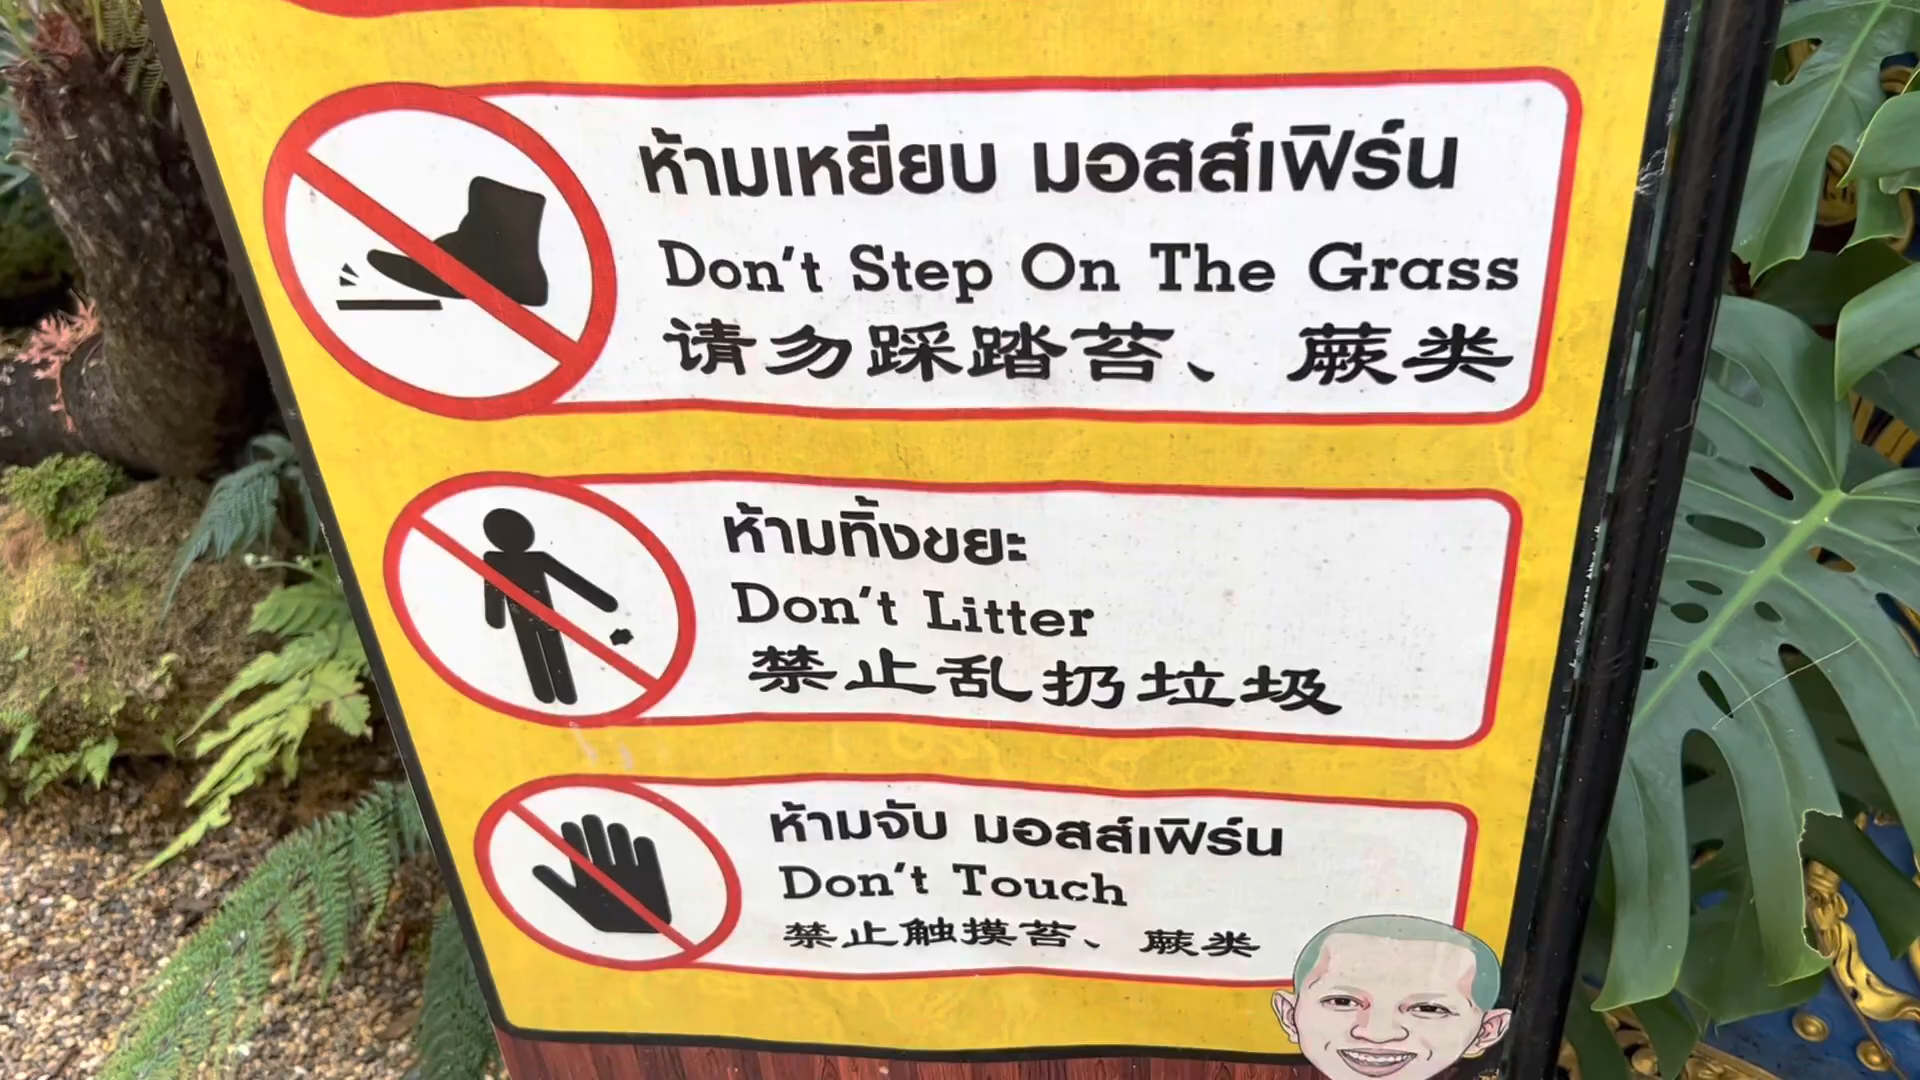 ห้ามเหยียบ มอสส์เฟิร์น
Don't Step On The Grass
请勿踩踏苔、蕨类
ห้ามทิ้งขยะ
Don't Litter
禁止乱扔垃圾
ห้ามจับ มอสส์เฟิร์น
Don't Touch
禁止触摸苔、蕨类